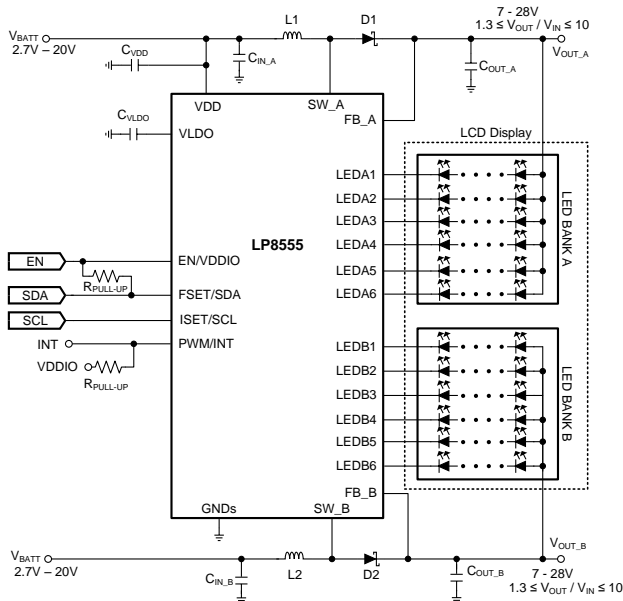 L1
D1
7 - 28V
1.3 ≤ VOUT / VIN ≤ 10
VBATT
2.7V – 20V
CVDD
CIN_A
COUT_A
VOUT_A
VDD
SW_A
FB_A
CVLDO
VLDO
LCD Display
LEDA1
LEDA2
LEDA3
LEDA4
LEDA5
LEDA6
LED BANK A
LP8555
EN
EN/VDDIO
RPULL-UP
SDA
FSET/SDA
SCL
ISET/SCL
INT
PWM/INT
VDDIO
RPULL-UP
LEDB1
LEDB2
LEDB3
LEDB4
LEDB5
LEDB6
LED BANK B
FB_B
GNDs
SW_B
VBATT
2.7V – 20V
CIN_B
L2
D2
COUT_B
VOUT_B
7 - 28V
1.3 ≤ VOUT / VIN ≤ 10